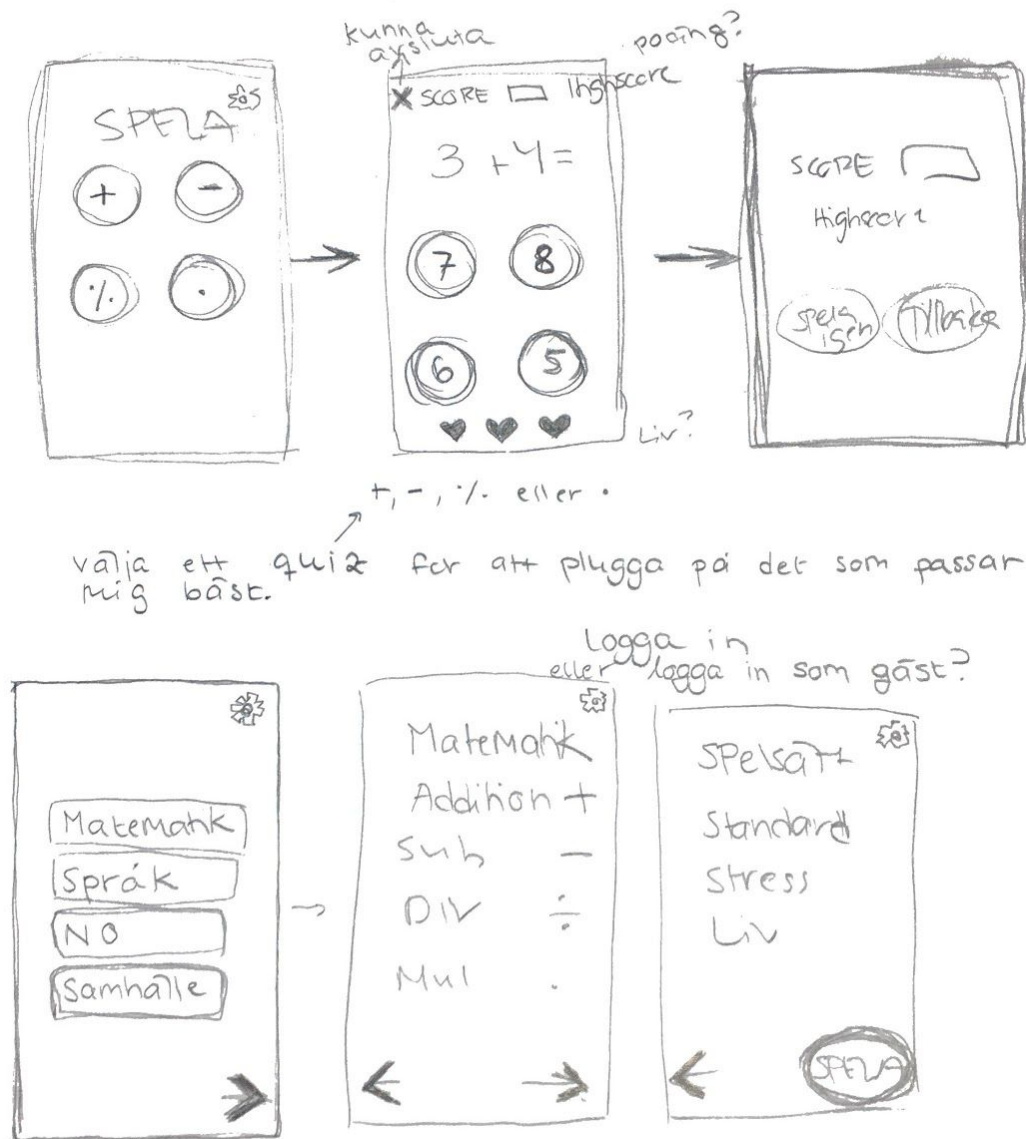 kunna
avsluta
poäng?
SPELA
+ -
% .
X SCORE Highscore
3 + 4 =
7 8
6 5
Liv?
SCORE
Highscore
Spela igen
Tillbaka
+, -, % eller .
välja ett quiz för att plugga på det som passar
mig bäst.
Logga in
eller logga in som gäst?
Matematik
Språk
NO
Samhälle
Matematik
Addition +
Sub -
DIV ÷
Mul .
Spelsätt
Standard
Stress
Liv
SPELA